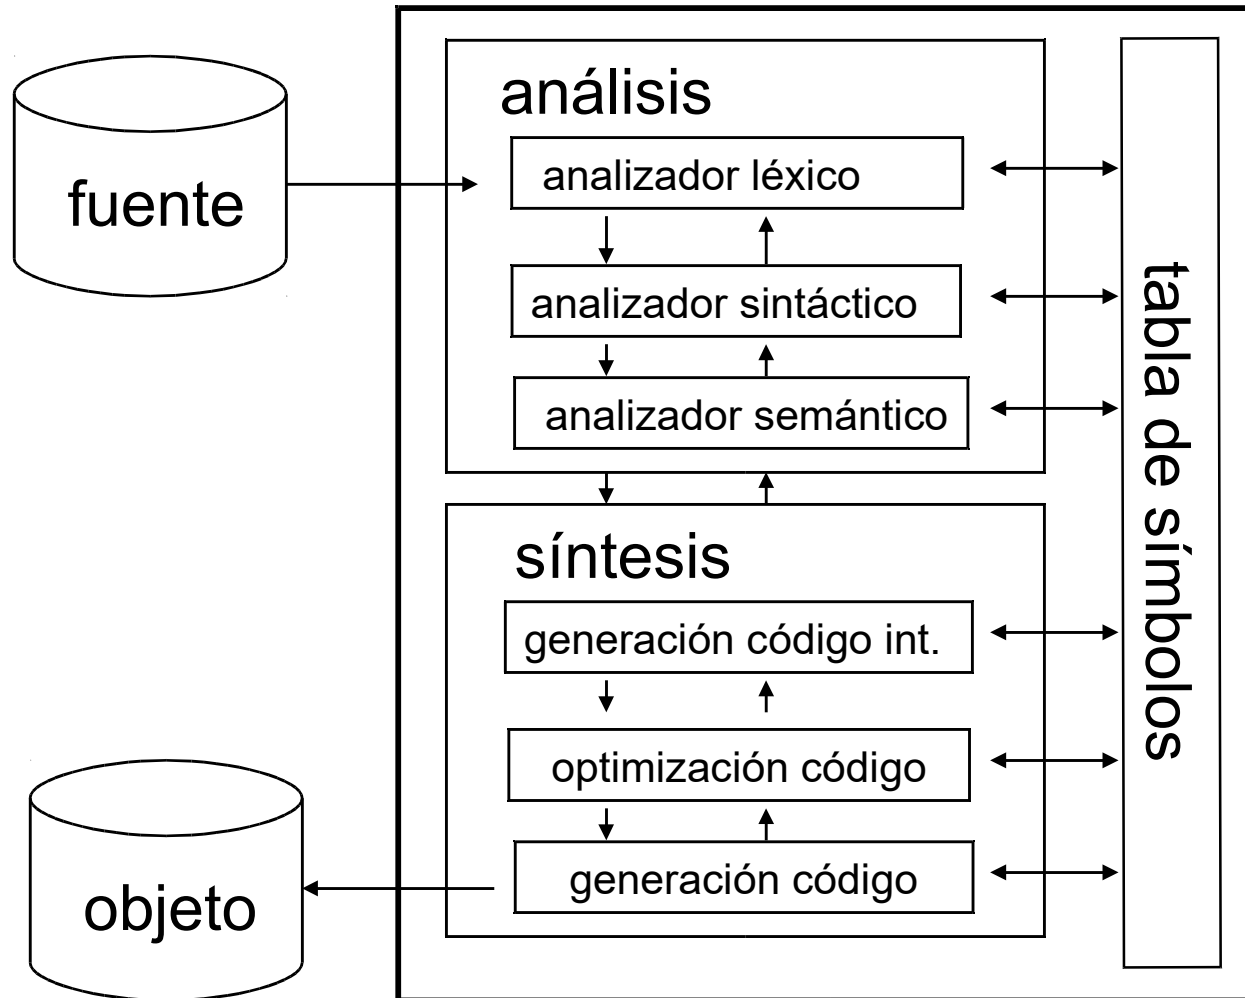 análisis
fuente
analizador léxico
analizador sintáctico
analizador semántico
tabla de símbolos
síntesis
generación código int.
optimización código
generación código
objeto